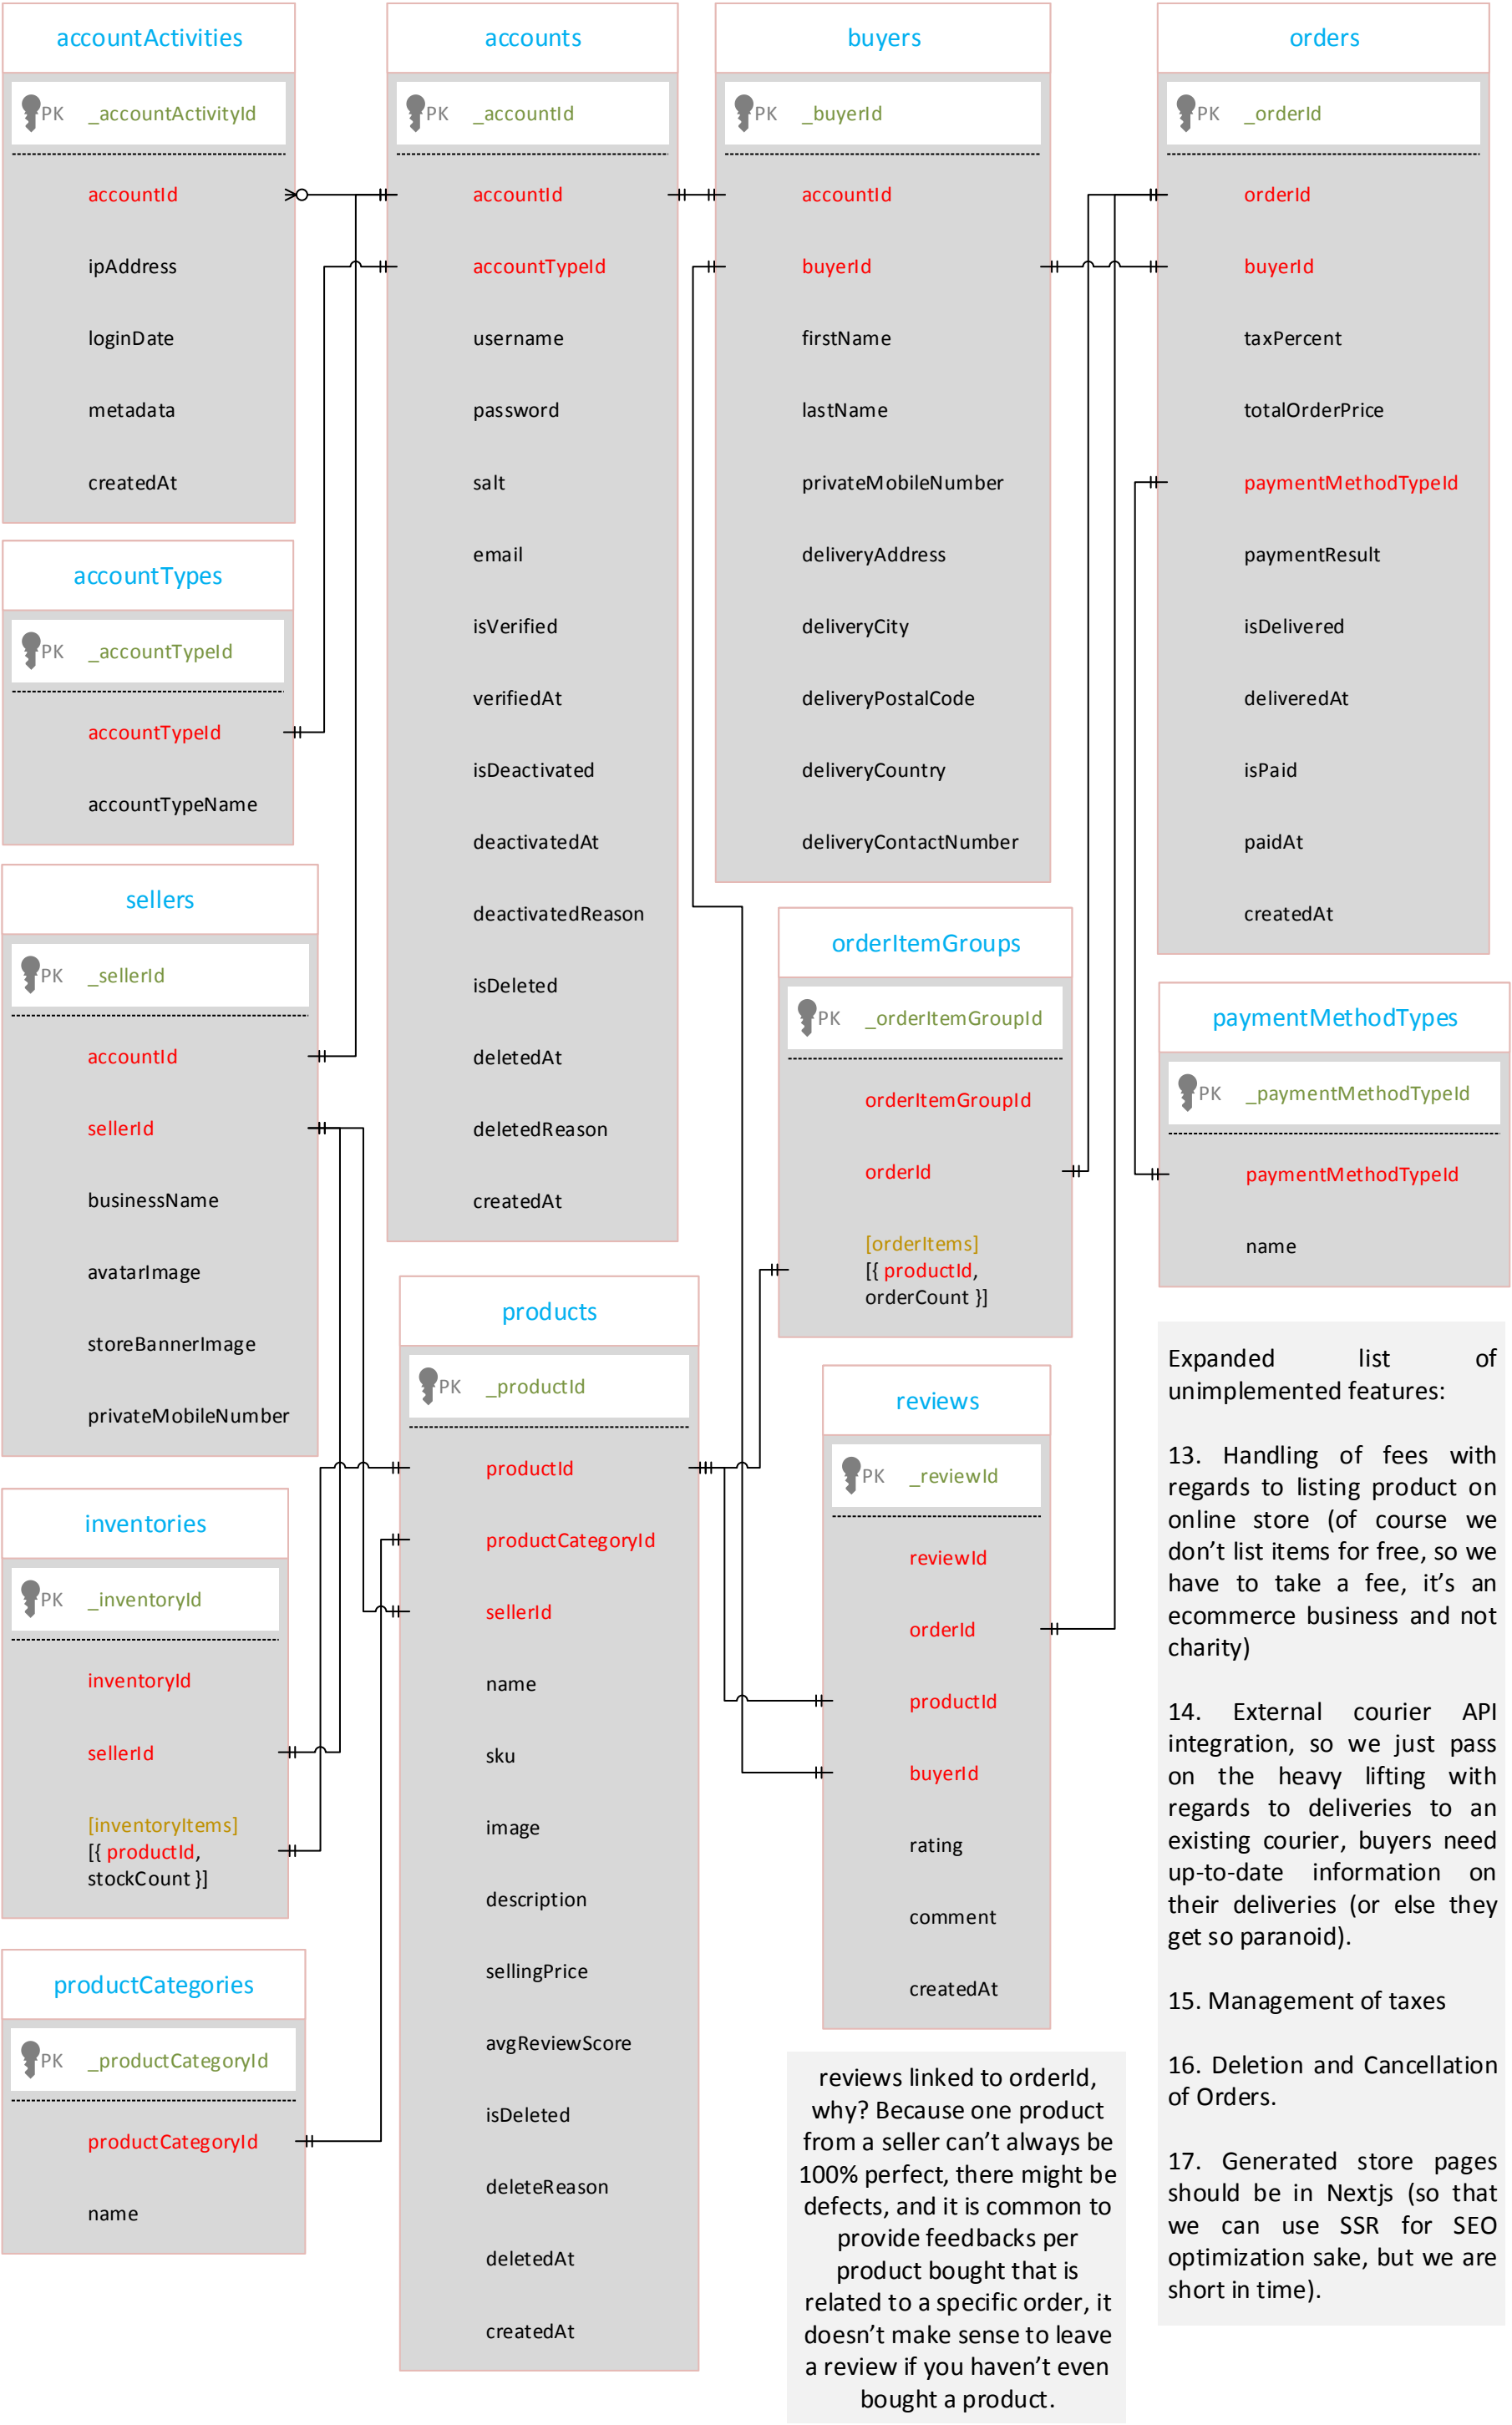 accountActivities
PK _accountActivityId
accountId
ipAddress
loginDate
metadata
createdAt
accountTypes
PK _accountTypeId
accountTypeId
accountTypeName
sellers
PK _sellerId
accountId
sellerId
businessName
avatarImage
storeBannerImage
privateMobileNumber
inventories
PK _inventoryId
inventoryId
sellerId
[inventoryItems]
[{ productId,
stockCount }]
productCategories
PK _productCategoryId
productCategoryId
name
accounts
PK _accountId
accountId
accountTypeId
username
password
salt
email
isVerified
verifiedAt
isDeactivated
deactivatedAt
deactivatedReason
isDeleted
deletedAt
deletedReason
createdAt
products
PK _productId
productId
productCategoryId
sellerId
name
sku
image
description
sellingPrice
avgReviewScore
isDeleted
deleteReason
deletedAt
createdAt
buyers
PK _buyerId
accountId
buyerId
firstName
lastName
privateMobileNumber
deliveryAddress
deliveryCity
deliveryPostalCode
deliveryCountry
deliveryContactNumber
orderItemGroups
PK _orderItemGroupId
orderItemGroupId
orderId
[orderItems]
[{ productId,
orderCount }]
reviews
PK _reviewId
reviewId
orderId
productId
buyerId
rating
comment
createdAt
reviews linked to orderId,
why? Because one product
from a seller can't always be
100% perfect, there might be
defects, and it is common to
provide feedbacks per
product bought that is
related to a specific order, it
doesn't make sense to leave
a review if you haven't even
bought a product.
orders
PK _orderId
orderId
buyerId
taxPercent
totalOrderPrice
paymentMethodTypeId
paymentResult
isDelivered
deliveredAt
isPaid
paidAt
createdAt
paymentMethodTypes
PK _paymentMethodTypeId
paymentMethodTypeId
name
Expanded list of
unimplemented features:
13. Handling of fees with
regards to listing product on
online store (of course we
don't list items for free, so we
have to take a fee, it's an
ecommerce business and not
charity)
14. External courier API
integration, so we just pass
on the heavy lifting with
regards to deliveries to an
existing courier, buyers need
up-to-date information on
their deliveries (or else they
get so paranoid).
15. Management of taxes
16. Deletion and Cancellation
of Orders.
17. Generated store pages
should be in Nextjs (so that
we can use SSR for SEO
optimization sake, but we are
short in time).